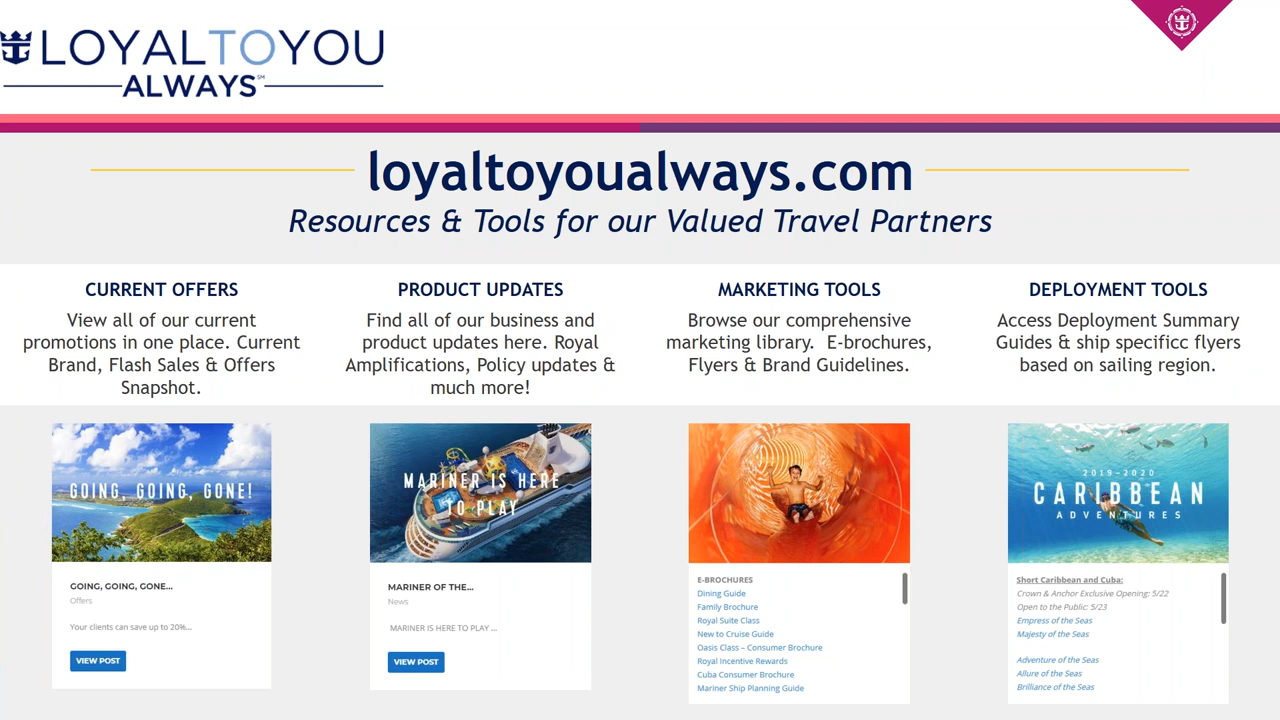 LOYALTOYOU
ALWAYS℠
loyaltoyoualways.com
Resources & Tools for our Valued Travel Partners
CURRENT OFFERS
View all of our current
promotions in one place. Current
Brand, Flash Sales & Offers
Snapshot.
PRODUCT UPDATES
Find all of our business and
product updates here. Royal
Amplifications, Policy updates &
much more!
MARKETING TOOLS
Browse our comprehensive
marketing library. E-brochures,
Flyers & Brand Guidelines.
DEPLOYMENT TOOLS
Access Deployment Summary
Guides & ship specificc flyers
based on sailing region.
GOING, GOING, GONE!
GOING, GOING, GONE...
Offers
Your clients can save up to 20%...
VIEW POST
MARINER IS HERE
TO PLAY
MARINER OF THE...
News
MARINER IS HERE TO PLAY ...
VIEW POST
E-BROCHURES
Dining Guide
Family Brochure
Royal Suite Class
New to Cruise Guide
Oasis Class – Consumer Brochure
Royal Incentive Rewards
Cuba Consumer Brochure
Mariner Ship Planning Guide
2019-2020
CARIBBEAN
ADVENTURES
Short Caribbean and Cuba:
Crown & Anchor Exclusive Opening: 5/22
Open to the Public: 5/23
Empress of the Seas
Majesty of the Seas
Adventure of the Seas
Allure of the Seas
Brilliance of the Seas